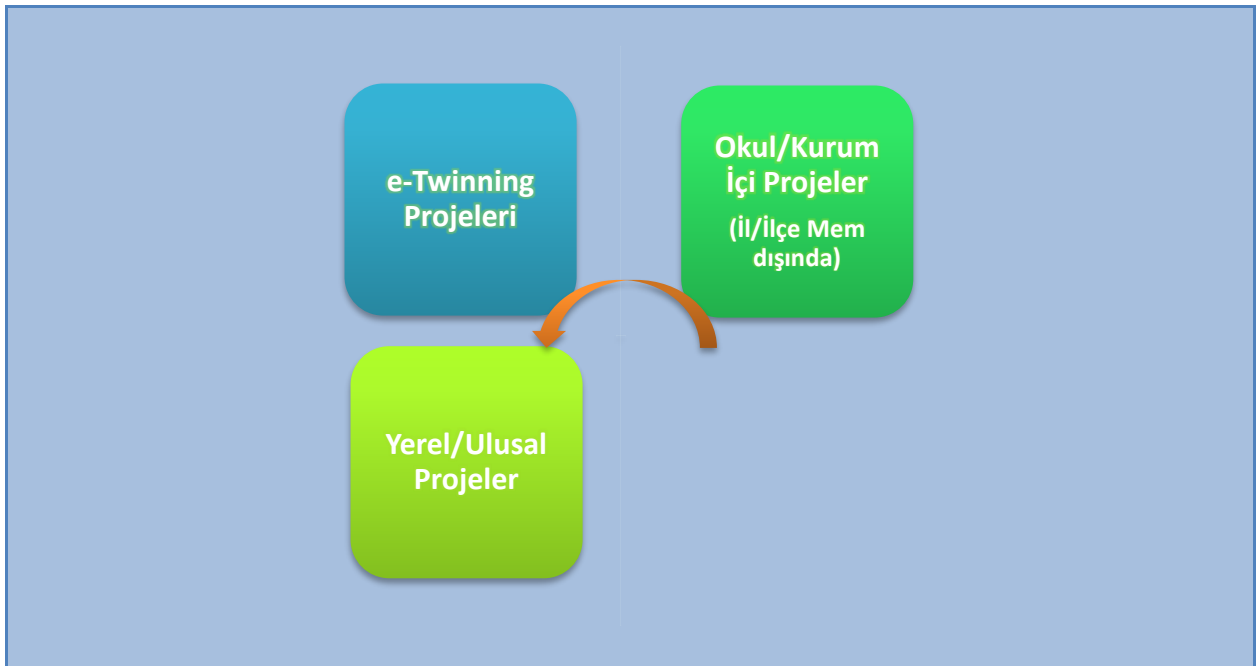 e-Twinning
Projeleri
Okul/Kurum
İçi Projeler
(İl/İlçe Mem
dışında)
Yerel/Ulusal
Projeler